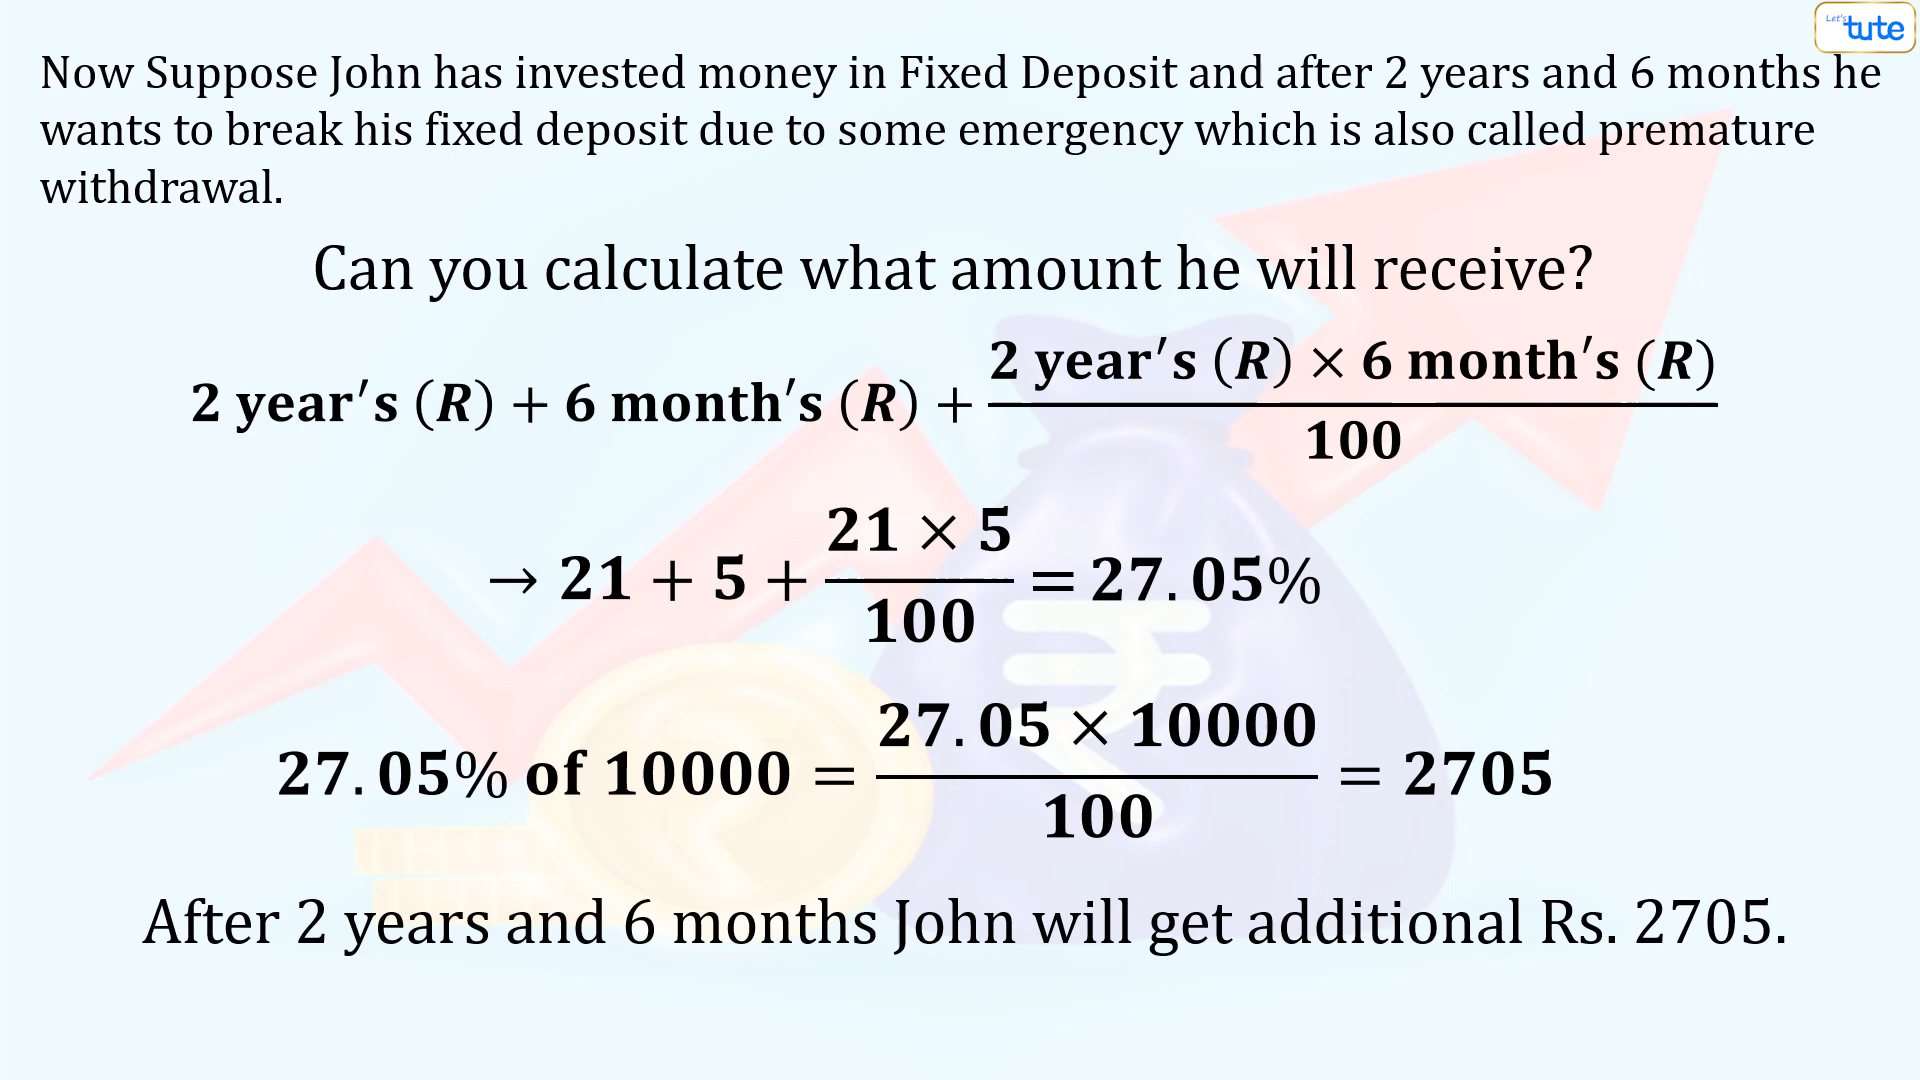 Let's tute
Now Suppose John has invested money in Fixed Deposit and after 2 years and 6 months he
wants to break his fixed deposit due to some emergency which is also called premature
withdrawal.
Can you calculate what amount he will receive?
2 year′s (R) + 6 month′s (R) + 2 year′s (R) × 6 month′s (R) / 100
→ 21 + 5 + 21 × 5 / 100 = 27.05%
27.05% of 10000 = 27.05 × 10000 / 100 = 2705
After 2 years and 6 months John will get additional Rs. 2705.